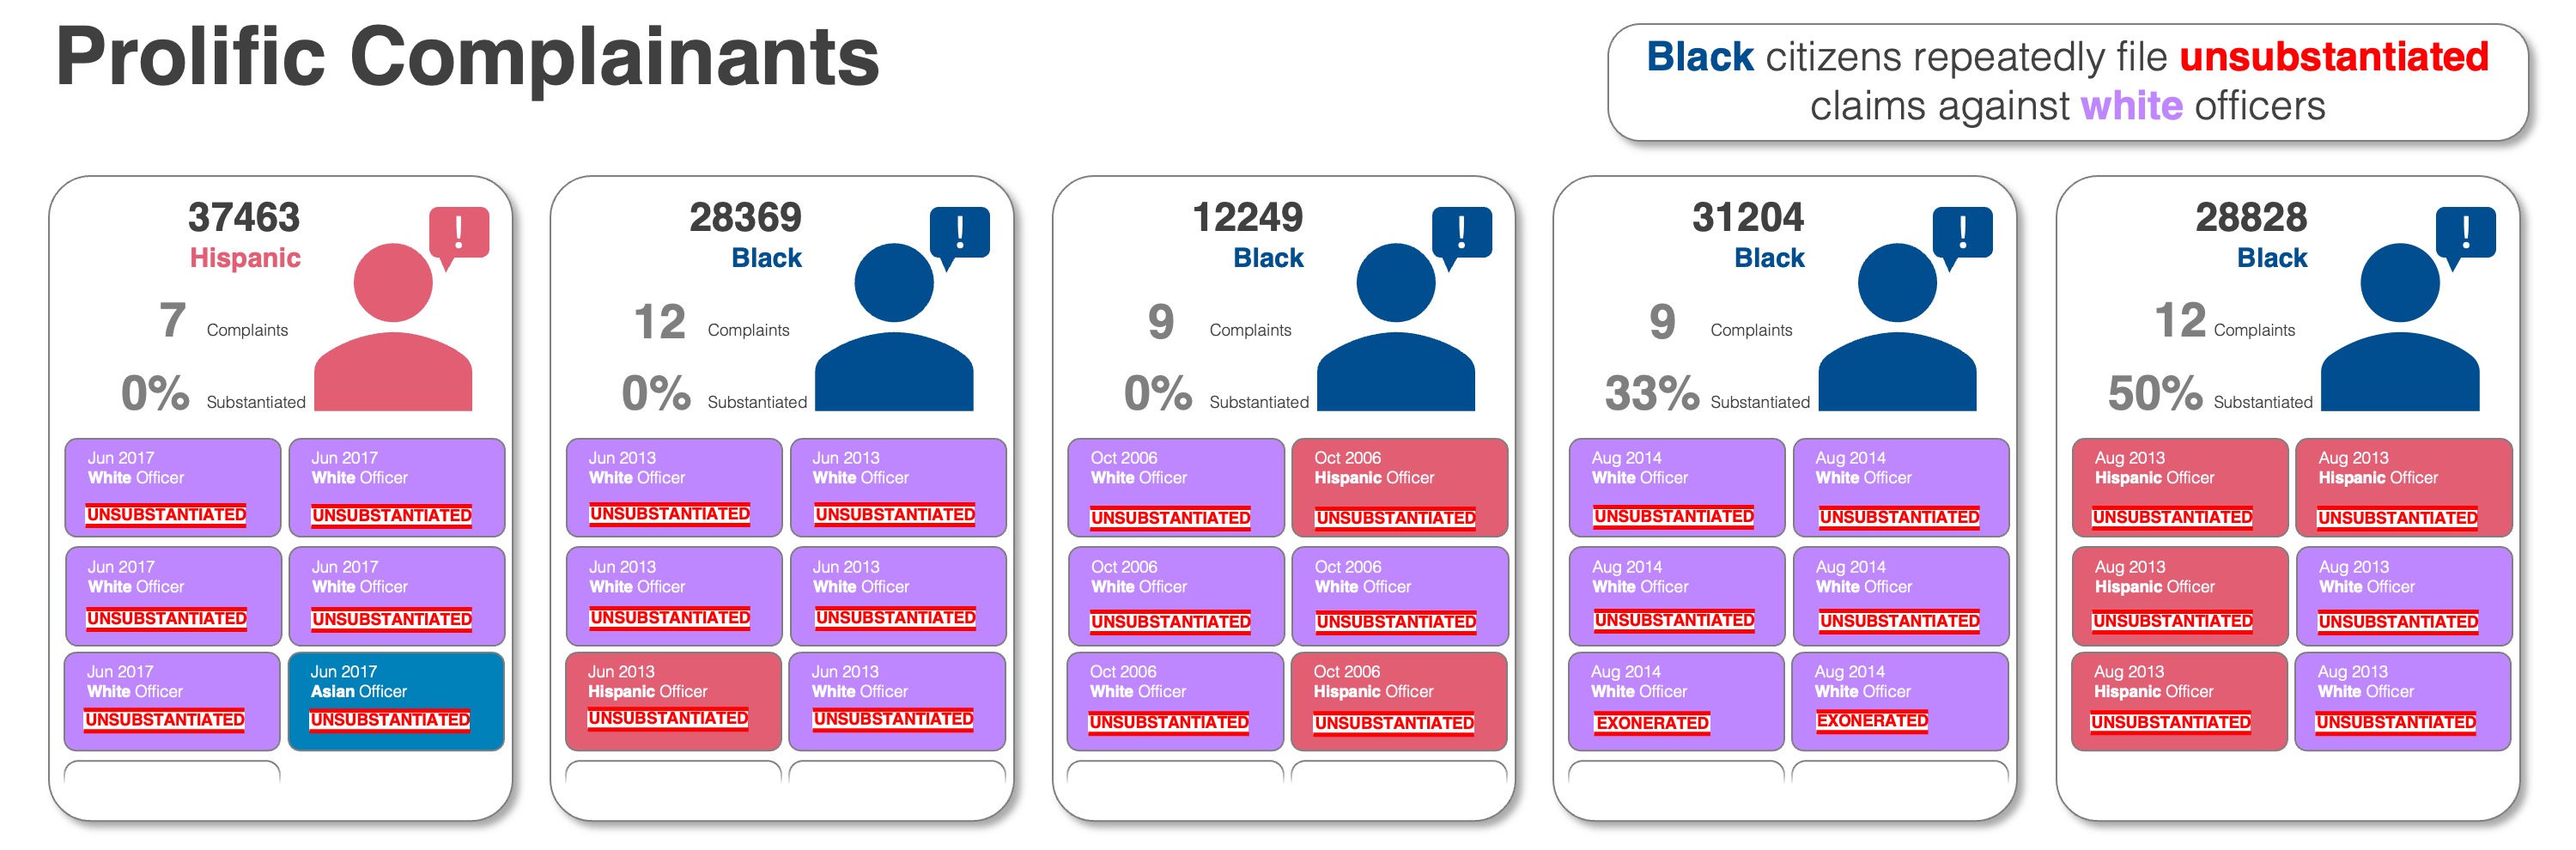 Prolific Complainants
Black citizens repeatedly file unsubstantiated
claims against white officers
37463
Hispanic
!
7 Complaints
0% Substantiated
Jun 2017
White Officer
UNSUBSTANTIATED
Jun 2017
White Officer
UNSUBSTANTIATED
Jun 2017
White Officer
UNSUBSTANTIATED
Jun 2017
White Officer
UNSUBSTANTIATED
Jun 2017
White Officer
UNSUBSTANTIATED
Jun 2017
Asian Officer
UNSUBSTANTIATED
28369
Black
!
12 Complaints
0% Substantiated
Jun 2013
White Officer
UNSUBSTANTIATED
Jun 2013
White Officer
UNSUBSTANTIATED
Jun 2013
White Officer
UNSUBSTANTIATED
Jun 2013
White Officer
UNSUBSTANTIATED
Jun 2013
Hispanic Officer
UNSUBSTANTIATED
Jun 2013
White Officer
UNSUBSTANTIATED
12249
Black
!
9 Complaints
0% Substantiated
Oct 2006
White Officer
UNSUBSTANTIATED
Oct 2006
Hispanic Officer
UNSUBSTANTIATED
Oct 2006
White Officer
UNSUBSTANTIATED
Oct 2006
White Officer
UNSUBSTANTIATED
Oct 2006
White Officer
UNSUBSTANTIATED
Oct 2006
Hispanic Officer
UNSUBSTANTIATED
31204
Black
!
9 Complaints
33% Substantiated
Aug 2014
White Officer
UNSUBSTANTIATED
Aug 2014
White Officer
UNSUBSTANTIATED
Aug 2014
White Officer
UNSUBSTANTIATED
Aug 2014
White Officer
UNSUBSTANTIATED
Aug 2014
White Officer
EXONERATED
Aug 2014
White Officer
EXONERATED
28828
Black
!
12 Complaints
50% Substantiated
Aug 2013
Hispanic Officer
UNSUBSTANTIATED
Aug 2013
Hispanic Officer
UNSUBSTANTIATED
Aug 2013
Hispanic Officer
UNSUBSTANTIATED
Aug 2013
White Officer
UNSUBSTANTIATED
Aug 2013
Hispanic Officer
UNSUBSTANTIATED
Aug 2013
White Officer
UNSUBSTANTIATED